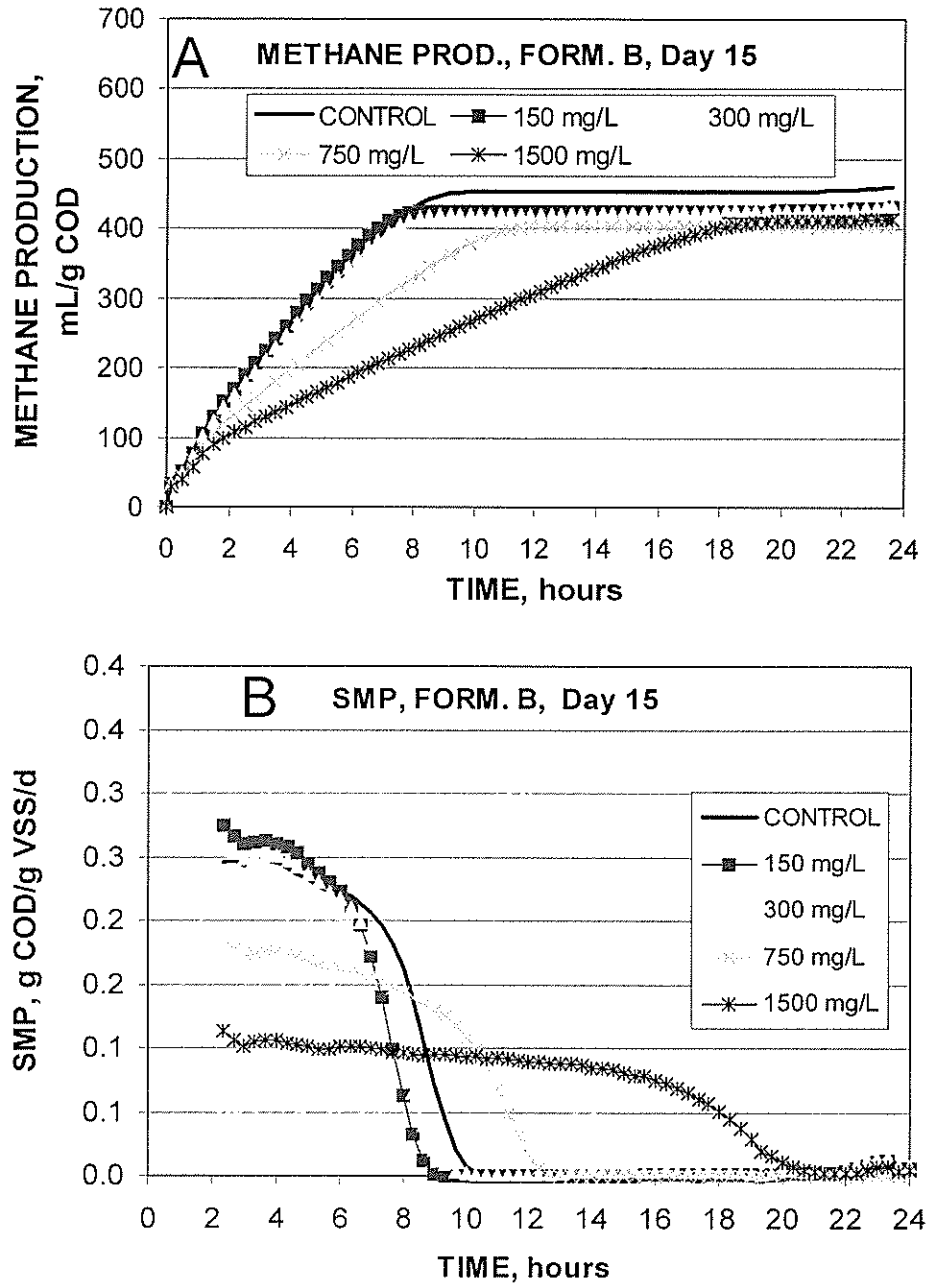 A METHANE PROD., FORM. B, Day 15
METHANE PRODUCTION,
mL/g COD
700
600
500
400
300
200
100
0
CONTROL 150 mg/L 300 mg/L
750 mg/L 1500 mg/L
0 2 4 6 8 10 12 14 16 18 20 22 24
TIME, hours
B SMP, FORM. B, Day 15
SMP, g COD/g VSS/d
0.4
0.4
0.3
0.3
0.2
0.2
0.1
0.1
0.0
CONTROL
150 mg/L
300 mg/L
750 mg/L
1500 mg/L
0 2 4 6 8 10 12 14 16 18 20 22 24
TIME, hours